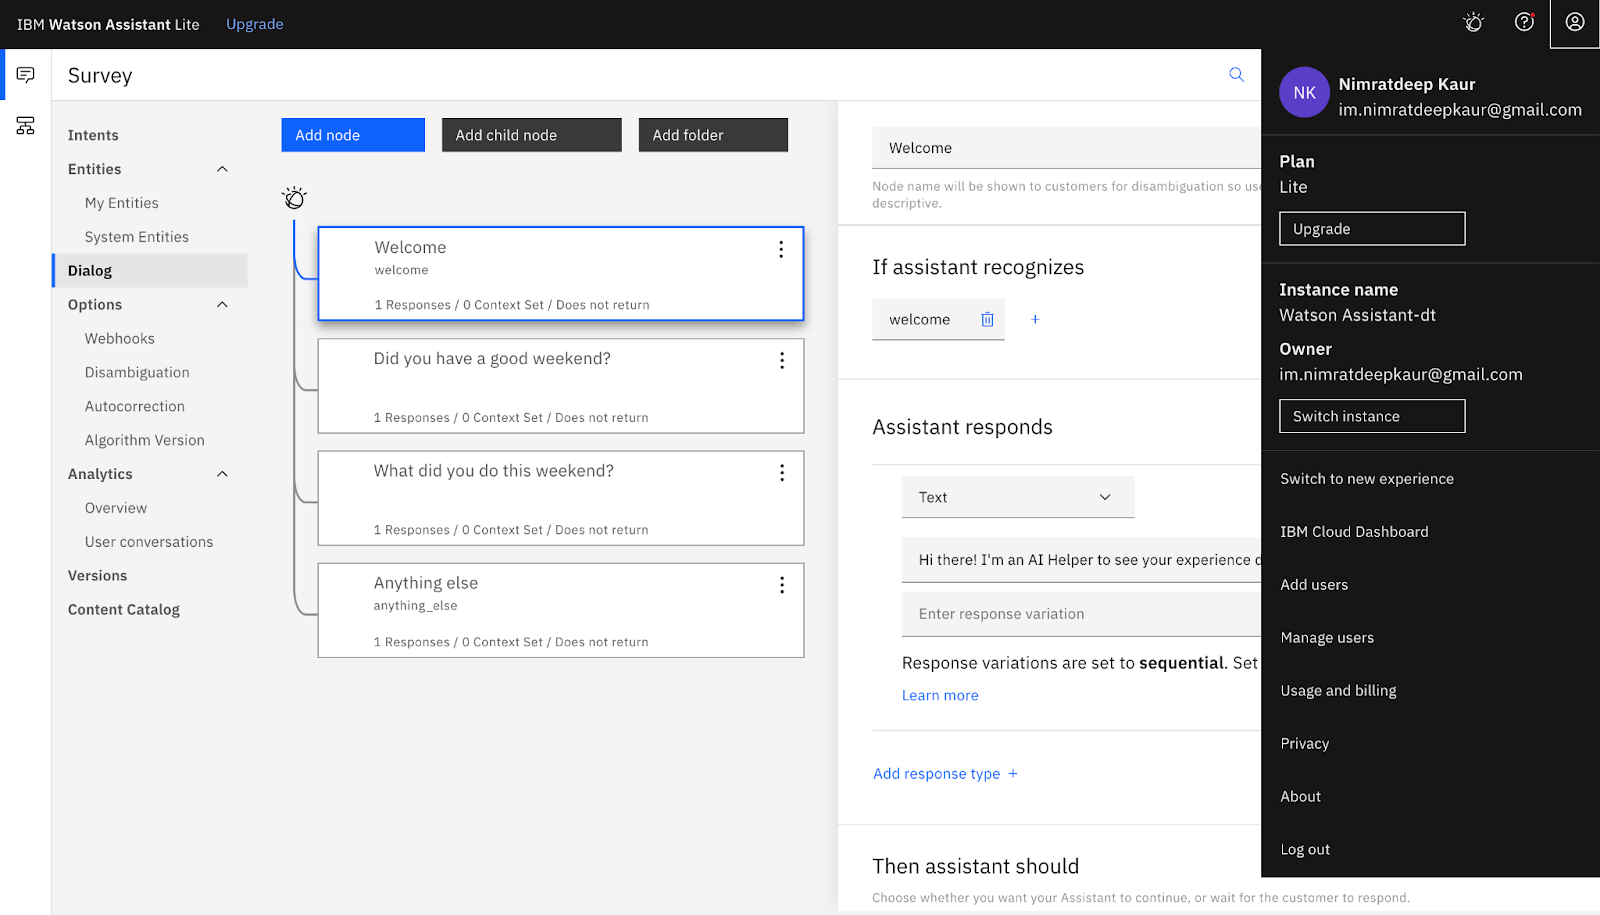 IBM Watson Assistant Lite Upgrade
Survey
Intents
Entities
My Entities
System Entities
Dialog
Options
Webhooks
Disambiguation
Autocorrection
Algorithm Version
Analytics
Overview
User conversations
Versions
Content Catalog
Add node Add child node Add folder
Welcome
welcome
1 Responses / 0 Context Set / Does not return
Did you have a good weekend?
1 Responses / 0 Context Set / Does not return
What did you do this weekend?
1 Responses / 0 Context Set / Does not return
Anything else
anything_else
1 Responses / 0 Context Set / Does not return
Welcome
Node name will be shown to customers for disambiguation so use
descriptive.
If assistant recognizes
welcome
Assistant responds
Text
Hi there! I'm an AI Helper to see your experience
Enter response variation
Response variations are set to sequential. Set
Learn more
Add response type +
Then assistant should
Choose whether you want your Assistant to continue, or wait for the customer to respond.
NK
Nimratdeep Kaur
im.nimratdeepkaur@gmail.com
Plan
Lite
Upgrade
Instance name
Watson Assistant-dt
Owner
im.nimratdeepkaur@gmail.com
Switch instance
Switch to new experience
IBM Cloud Dashboard
Add users
Manage users
Usage and billing
Privacy
About
Log out